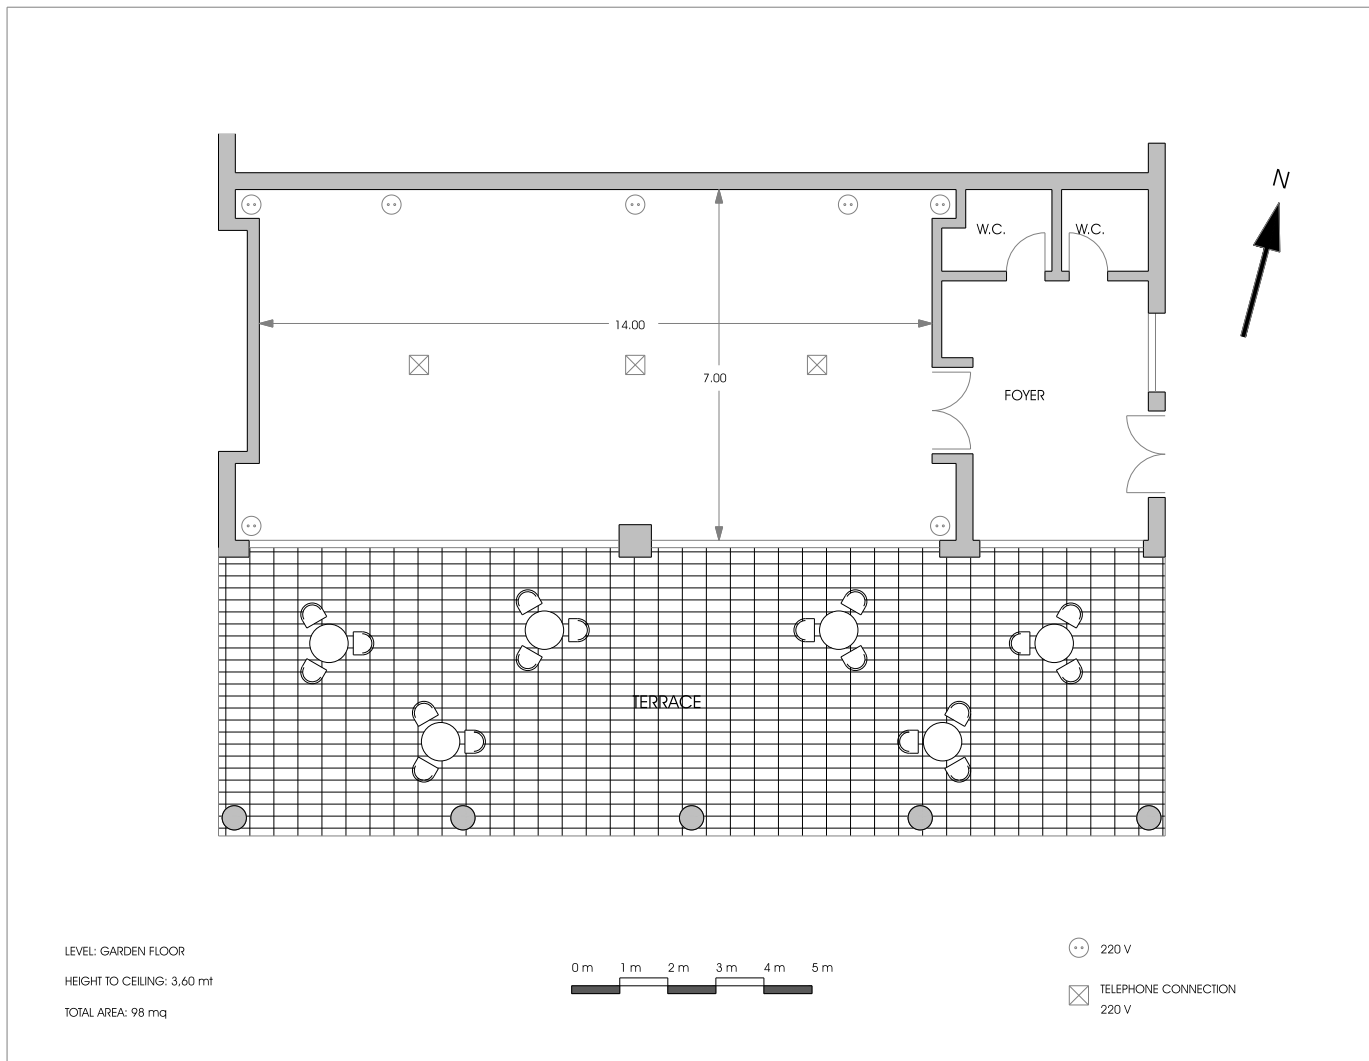 N
W.C.
W.C.
14.00
7.00
FOYER
TERRACE
LEVEL: GARDEN FLOOR
HEIGHT TO CEILING: 3,60 mt
TOTAL AREA: 98 mq
0 m 1 m 2 m 3 m 4 m 5 m
220 V
TELEPHONE CONNECTION
220 V